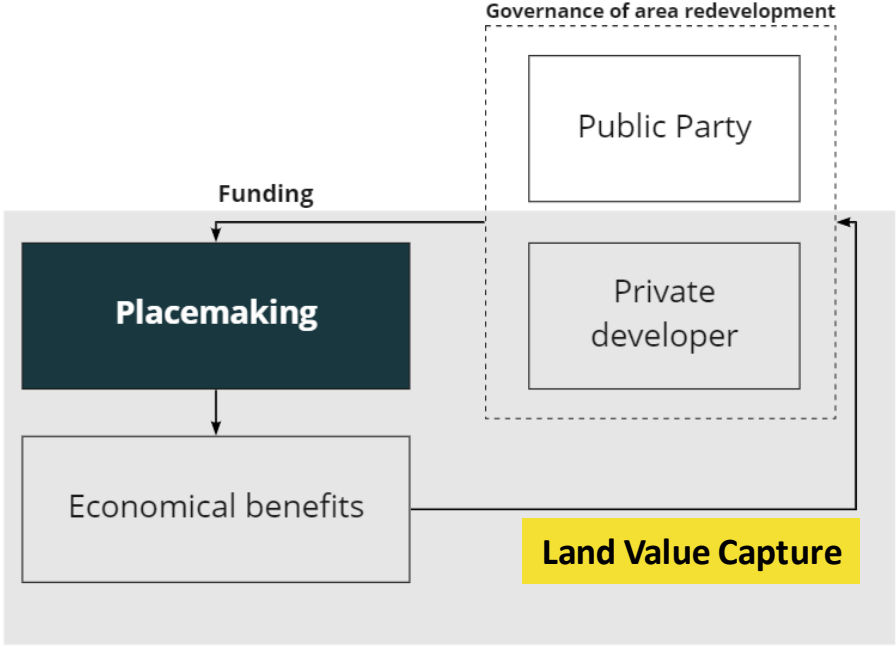 Governance of area redevelopment
Public Party
Funding
Placemaking
Private
developer
Economical benefits
Land Value Capture